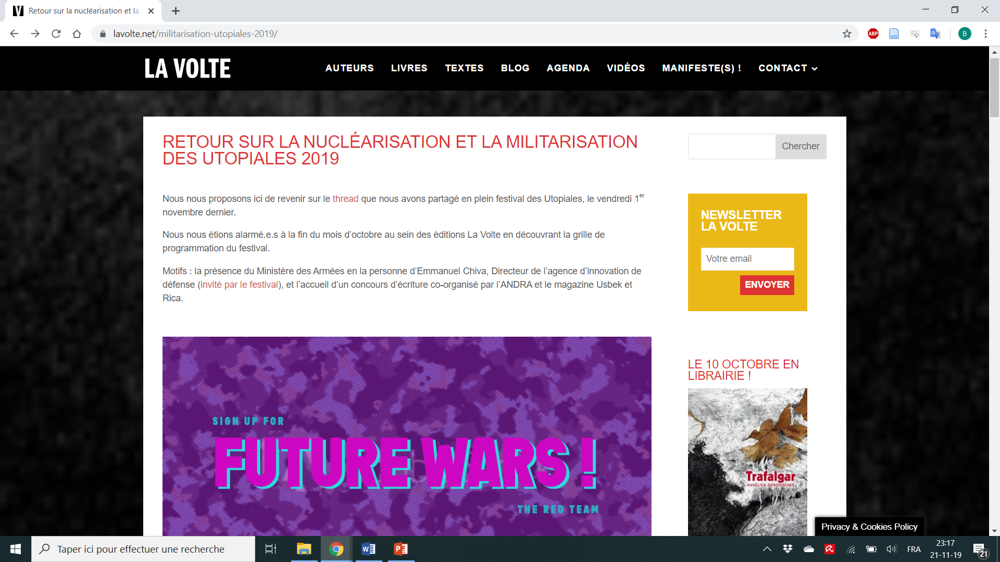 Retour sur la nucléarisation et la
lavolte.net/militarisation-utopiales-2019/
ABP
B
LA VOLTE
AUTEURS LIVRES TEXTES BLOG AGENDA VIDÉOS MANIFESTE(S) ! CONTACT
RETOUR SUR LA NUCLÉARISATION ET LA MILITARISATION
DES UTOPIALES 2019
Nous nous proposons ici de revenir sur le thread que nous avons partagé en plein festival des Utopiales, le vendredi 1er
novembre dernier.
Nous nous étions alarmé.e.s à la fin du mois d’octobre au sein des éditions La Volte en découvrant la grille de
programmation du festival.
Motifs : la présence du Ministère des Armées en la personne d’Emmanuel Chiva, Directeur de l’agence d’innovation de
défense (invité par le festival), et l’accueil d’un concours d’écriture co-organisé par l’ANDRA et le magazine Usbek et
Rica.
SIGN UP FOR
FUTURE WARS !
THE RED TEAM
Chercher
NEWSLETTER
LA VOLTE
Votre email
ENVOYER
LE 10 OCTOBRE EN
LIBRAIRIE !
Trafalgar
ANGÉLICA GORODISCHER
Privacy & Cookies Policy
Taper ici pour effectuer une recherche
FRA
23:17
21-11-19
21